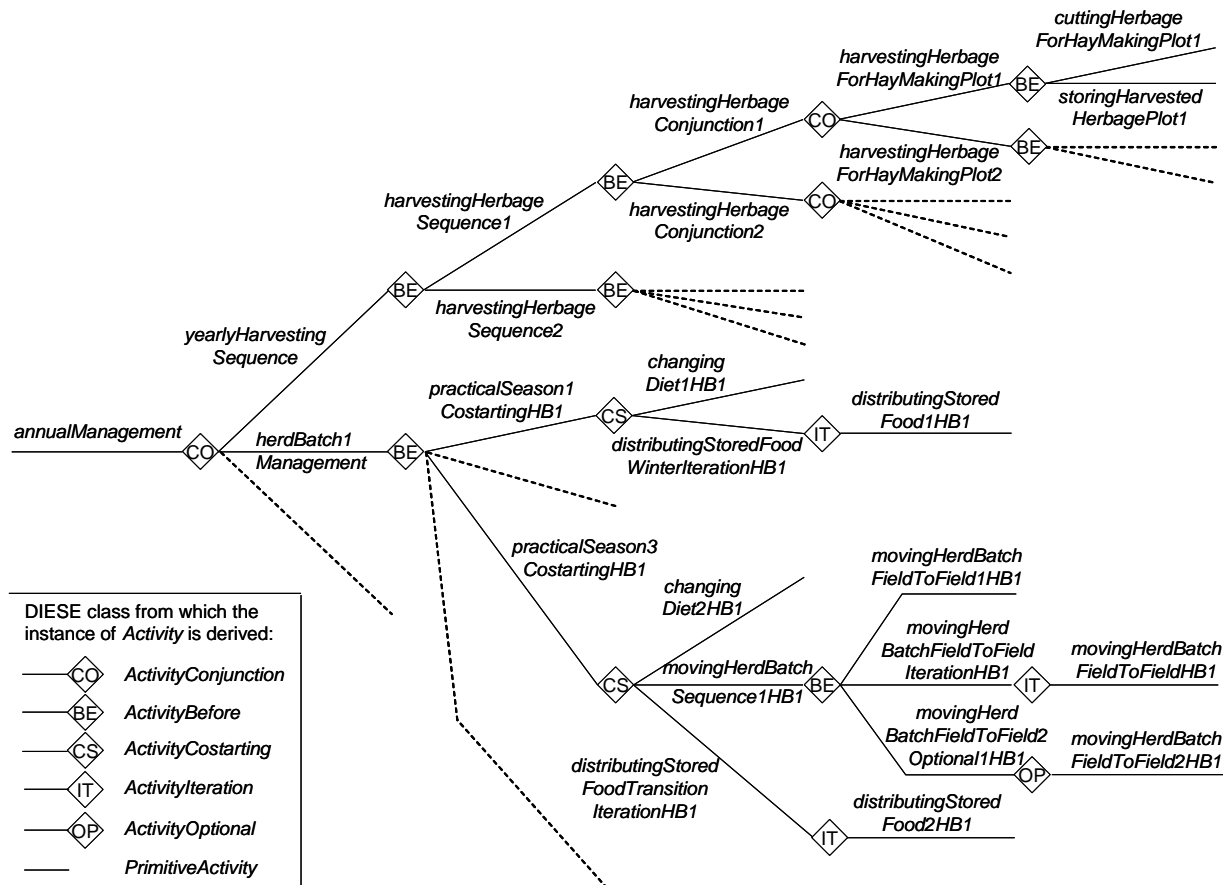 cuttingHerbage
ForHayMakingPlot1
harvestingHerbage
ForHayMakingPlot1
BE
storingHarvested
HerbagePlot1
harvestingHerbage
Conjunction1
CO
BE
harvestingHerbage
ForHayMakingPlot2
BE
CO
harvestingHerbage
Sequence1
harvestingHerbage
Conjunction2
BE
BE
harvestingHerbage
Sequence2
yearlyHarvesting
Sequence
changing
Diet1HB1
practicalSeason1
CostartingHB1
CS
distributingStored
Food1HB1
annualManagement
CO
herdBatch1
Management
BE
distributingStoredFood
WinterIterationHB1
IT
practicalSeason3
CostartingHB1
changing
Diet2HB1
movingHerdBatch
FieldToField1HB1
movingHerd
BatchFieldToField
IterationHB1
movingHerdBatch
FieldToFieldHB1
CS
movingHerdBatch
Sequence1HB1
BE
IT
movingHerd
BatchFieldToField2
Optional1HB1
movingHerdBatch
FieldToField2HB1
OP
distributingStored
FoodTransition
IterationHB1
distributingStored
Food2HB1
IT
DIESE class from which the
instance of Activity is derived:
CO ActivityConjunction
BE ActivityBefore
CS ActivityCostarting
IT ActivityIteration
OP ActivityOptional
PrimitiveActivity